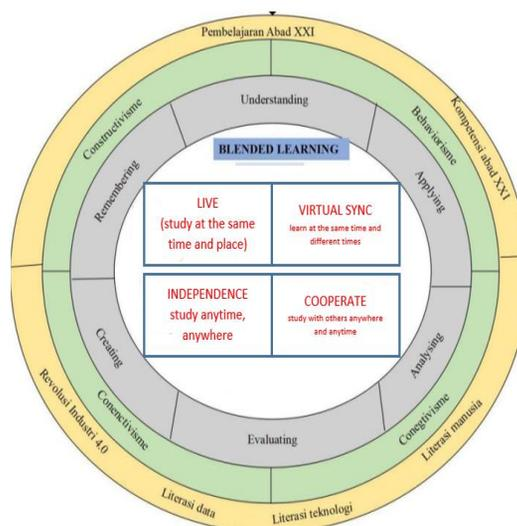 Pembelajaran Abad XXI
Kompetensi abad XXI
Constructivisme
Behaviorisme
Understanding
Remembering
Applying
BLENDED LEARNING
LIVE
(study at the same
time and place)
VIRTUAL SYNC
learn at the same time and
different times
INDEPENDENCE
study anytime,
anywhere
COOPERATE
study with others anywhere
and anytime
Creating
Analysing
Evaluating
Conenctivisme
Conegtivisme
Revolusi Industri 4.0
Literasi manusia
Literasi data
Literasi teknologi